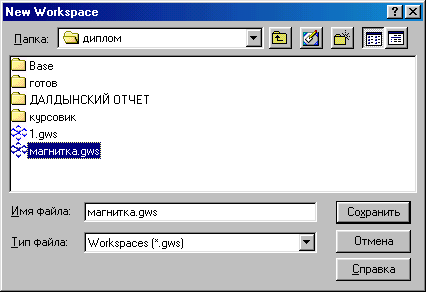 New Workspace
Папка: диплом
Base
готов
ДАЛДЫНСКИЙ ОТЧЕТ
курсовик
1.gws
магнитка.gws
Имя файла: магнитка.gws Сохранить
Тип файла: Workspaces (*.gws) Отмена
Справка